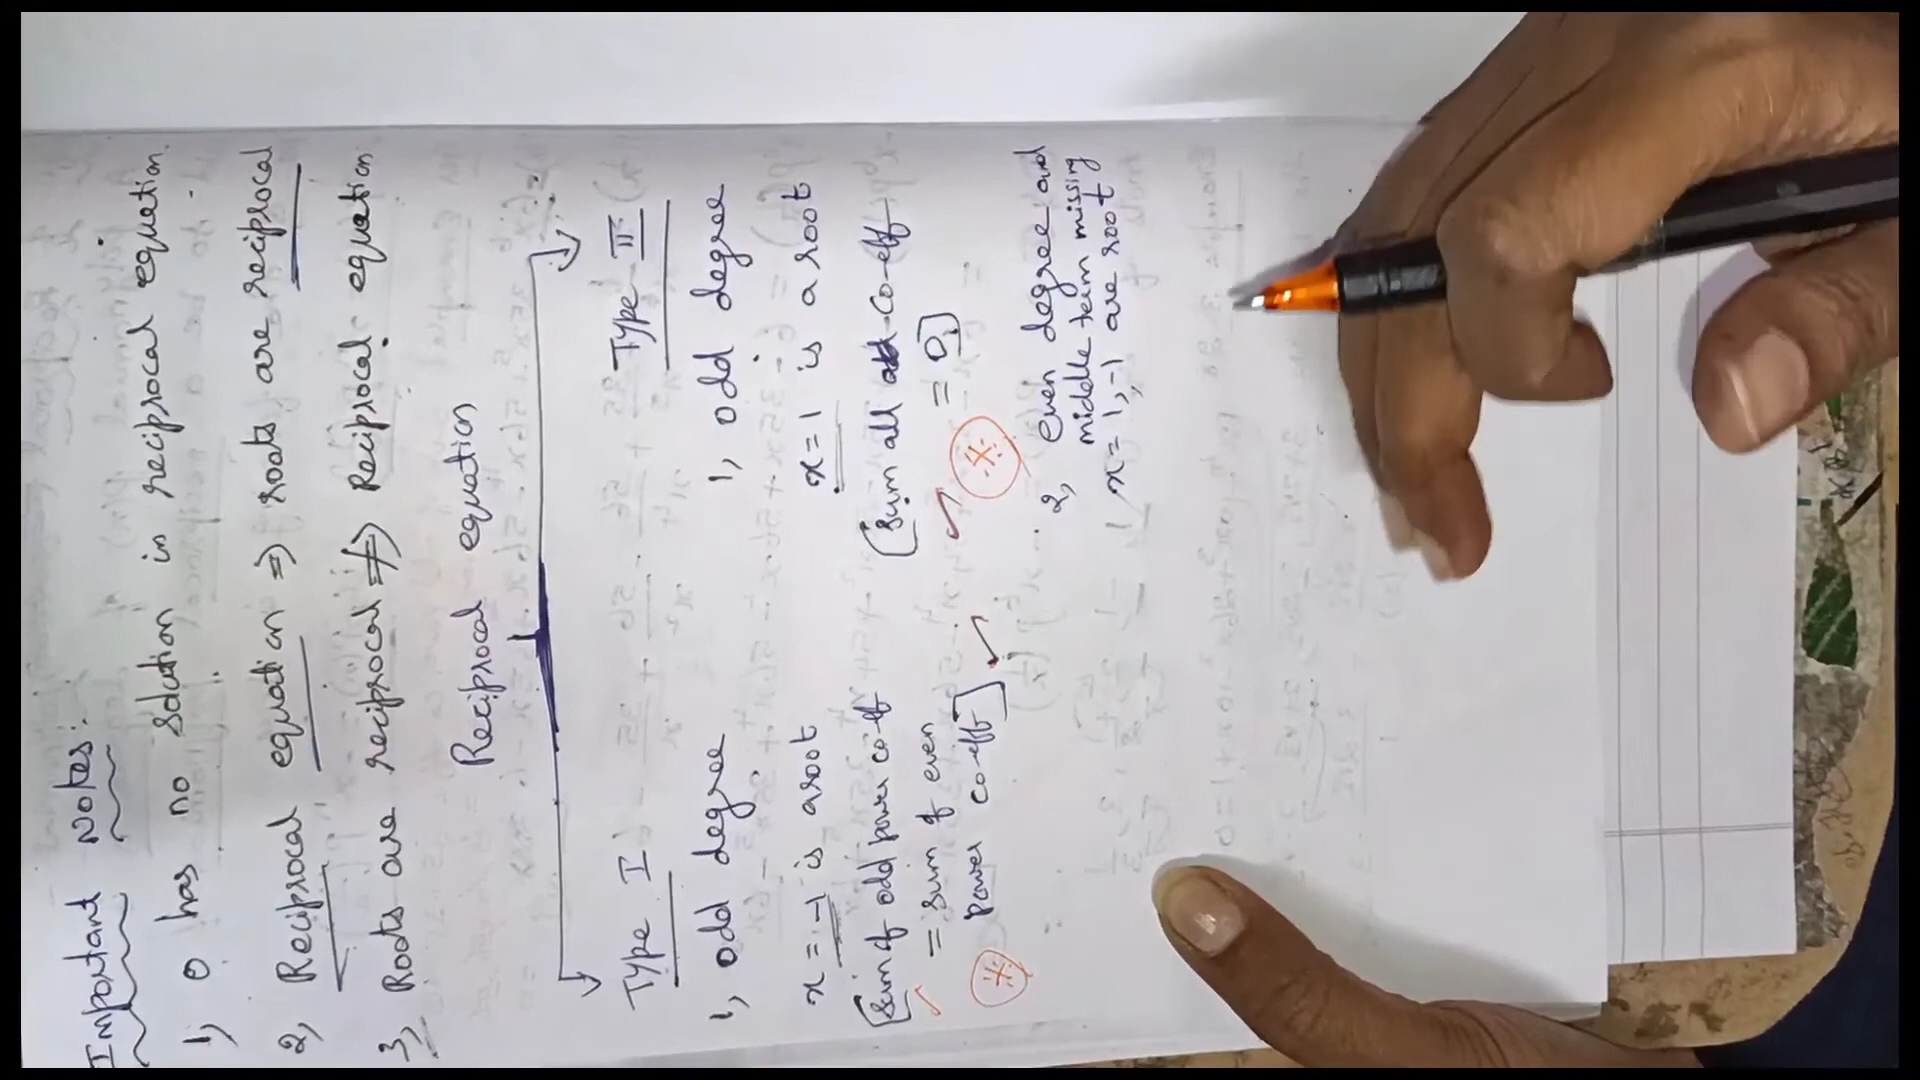 Important Notes:
1, 0 has no solution in reciprocal equation.
2, Reciprocal equation ⇒ roots are reciprocal
3, Roots are reciprocal ⇏ Reciprocal equation
Reciprocal equation
Type I
1, odd degree
x = -1 is a root
[Sum of odd power co-eff
= sum of even
power co-eff]
Type II
1, odd degree
x = 1 is a root
[Sum all co-eff
= 0]
2, even degree and
middle term missing
x = 1, -1 are root